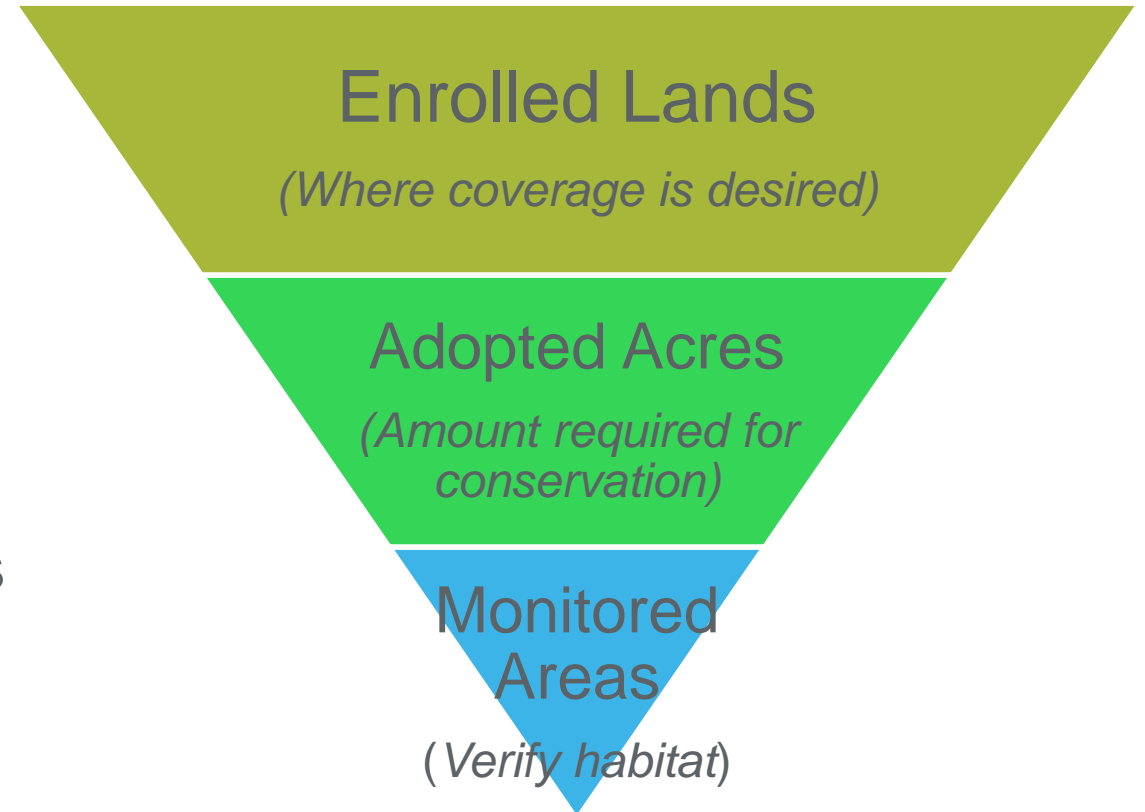 Enrolled Lands
(Where coverage is desired)
Adopted Acres
(Amount required for
conservation)
s
Monitored
Areas
(Verify habitat)